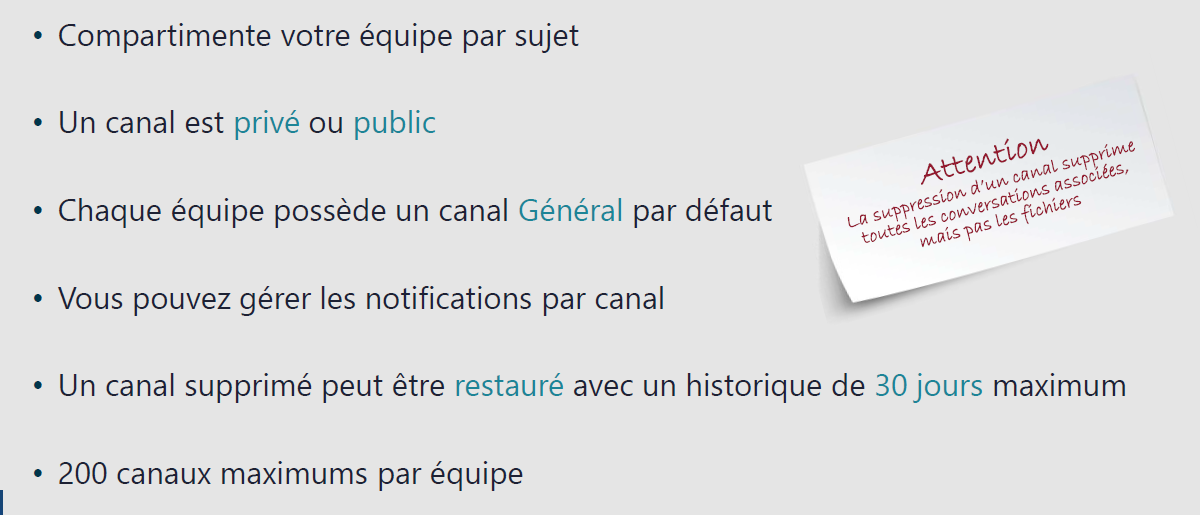 • Compartimente votre équipe par sujet
• Un canal est privé ou public
• Chaque équipe possède un canal Général par défaut
• Vous pouvez gérer les notifications par canal
• Un canal supprimé peut être restauré avec un historique de 30 jours maximum
• 200 canaux maximums par équipe
Attention
La suppression d'un canal supprime
toutes les conversations associées,
mais pas les fichiers